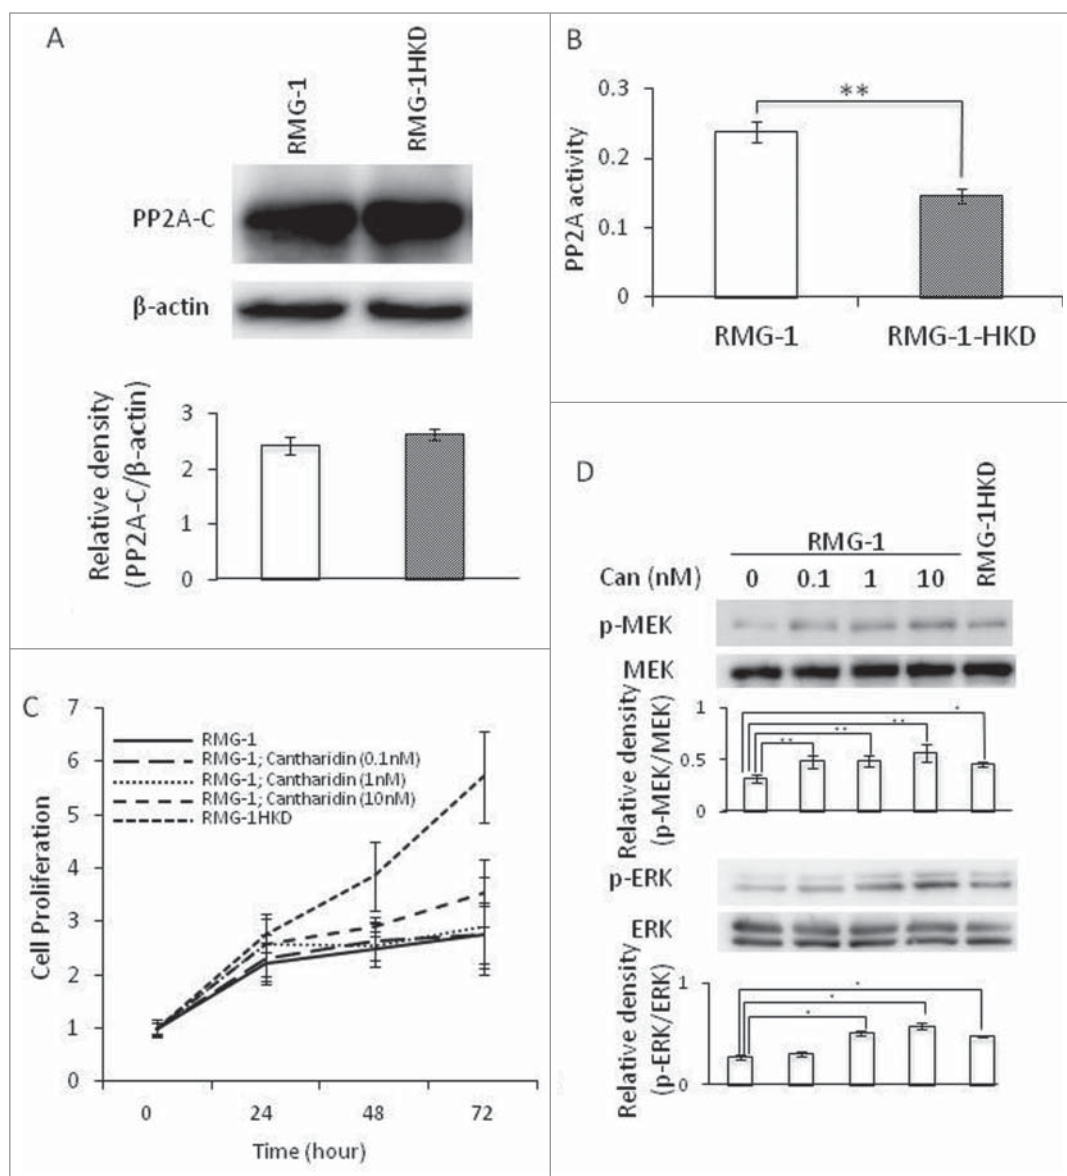 A
RMG-1
RMG-1HKD
PP2A-C
β-actin
Relative density
(PP2A-C/β-actin)
3
2
1
0
B
**
PP2A activity
0.3
0.2
0.1
0
RMG-1
RMG-1-HKD
C
Cell Proliferation
7
6
5
4
3
2
1
0
RMG-1
RMG-1; Cantharidin (0.1nM)
RMG-1; Cantharidin (1nM)
RMG-1; Cantharidin (10nM)
RMG-1HKD
0 24 48 72
Time (hour)
D
RMG-1
RMG-1HKD
Can (nM) 0 0.1 1 10
p-MEK
MEK
Relative density
(p-MEK/MEK)
1
0.5
0
*
**
**
**
p-ERK
ERK
Relative density
(p-ERK/ERK)
1
0
*
*
*